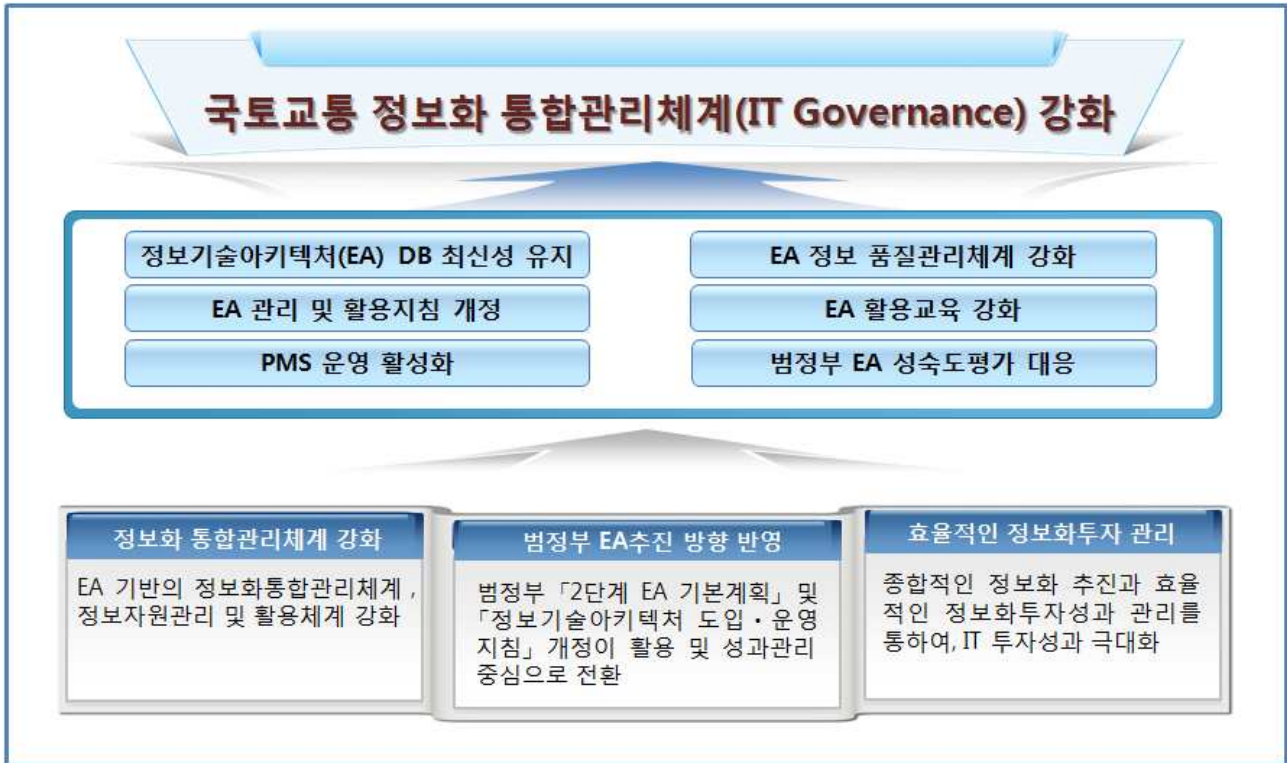 국토교통 정보화 통합관리체계(IT Governance) 강화
정보기술아키텍처(EA) DB 최신성 유지
EA 정보 품질관리체계 강화
EA 관리 및 활용지침 개정
EA 활용교육 강화
PMS 운영 활성화
범정부 EA 성숙도평가 대응
정보화 통합관리체계 강화
EA 기반의 정보화통합관리체계,
정보자원관리 및 활용체계 강화
범정부 EA추진 방향 반영
범정부「2단계 EA 기본계획」및
「정보기술아키텍처 도입·운영
지침」개정이 활용 및 성과관리
중심으로 전환
효율적인 정보화투자 관리
종합적인 정보화 추진과 효율
적인 정보화투자성과 관리를
통하여, IT 투자성과 극대화